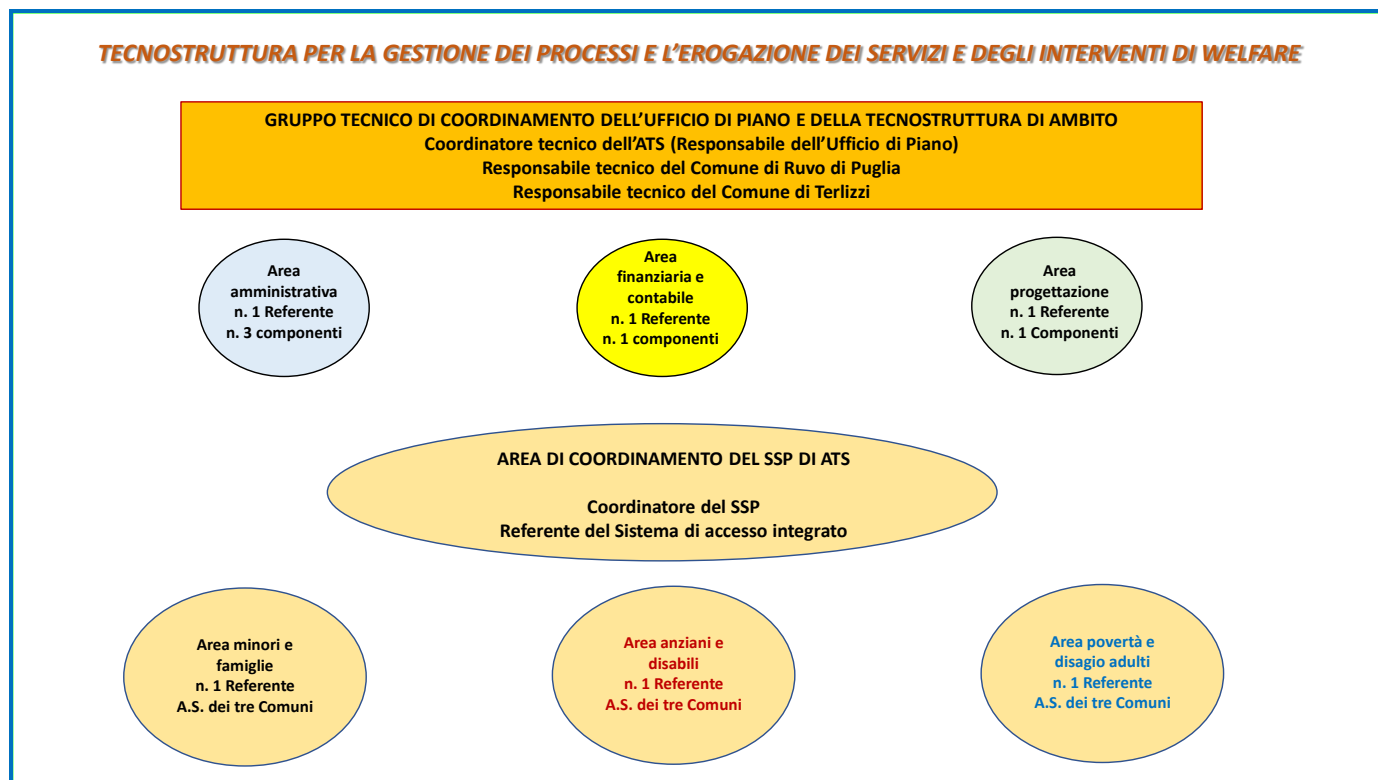 TECNOSTRUTTURA PER LA GESTIONE DEI PROCESSI E L'EROGAZIONE DEI SERVIZI E DEGLI INTERVENTI DI WELFARE
GRUPPO TECNICO DI COORDINAMENTO DELL'UFFICIO DI PIANO E DELLA TECNOSTRUTTURA DI AMBITO
Coordinatore tecnico dell'ATS (Responsabile dell'Ufficio di Piano)
Responsabile tecnico del Comune di Ruvo di Puglia
Responsabile tecnico del Comune di Terlizzi
Area
amministrativa
n. 1 Referente
n. 3 componenti
Area
finanziaria e
contabile
n. 1 Referente
n. 1 componenti
Area
progettazione
n. 1 Referente
n. 1 Componenti
AREA DI COORDINAMENTO DEL SSP DI ATS
Coordinatore del SSP
Referente del Sistema di accesso integrato
Area minori e
famiglie
n. 1 Referente
A.S. dei tre Comuni
Area anziani e
disabili
n. 1 Referente
A.S. dei tre Comuni
Area povertà e
disagio adulti
n. 1 Referente
A.S. dei tre Comuni